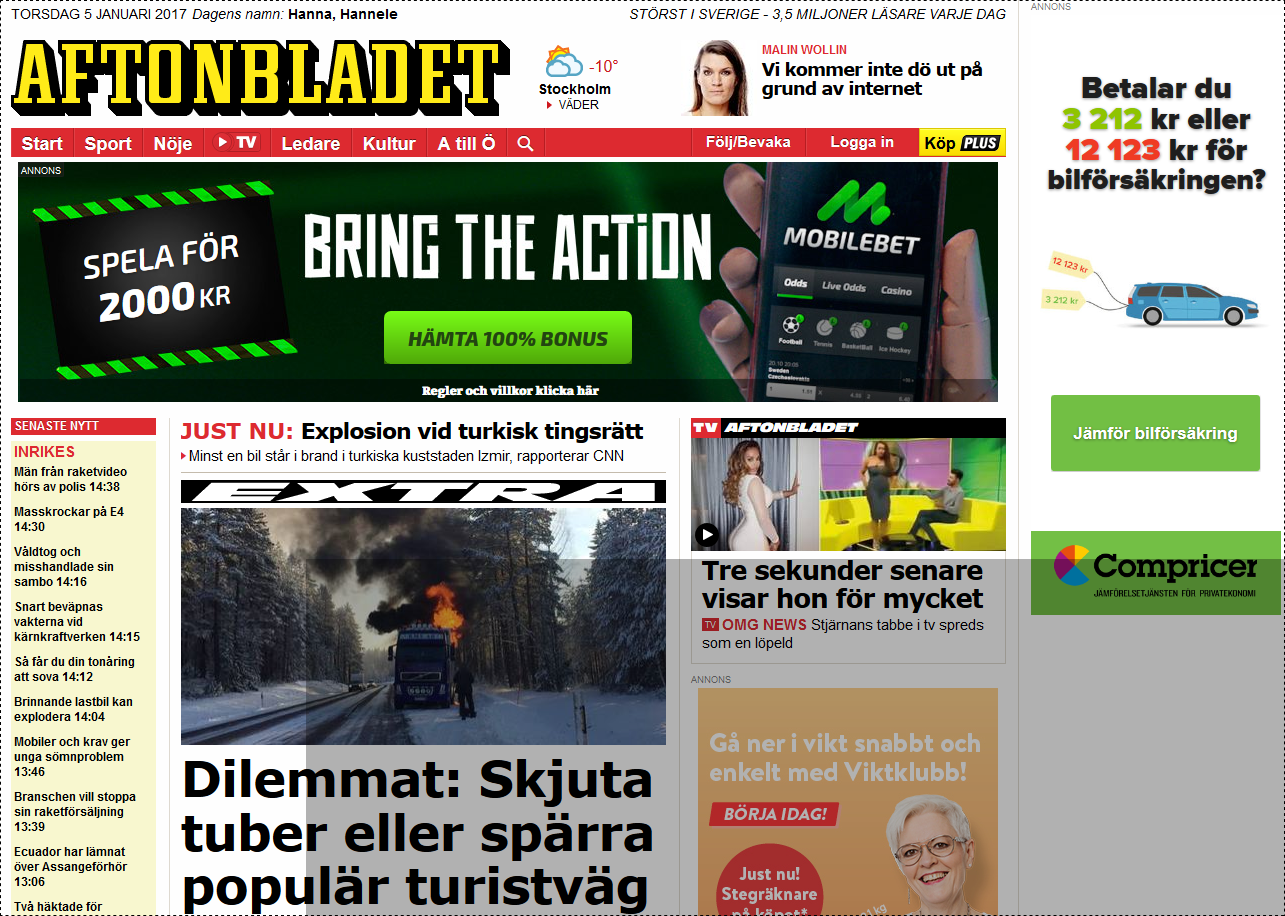 TORSDAG 5 JANUARI 2017 Dagens namn: Hanna, Hannele
STÖRST I SVERIGE - 3,5 MILJONER LÄSARE VARJE DAG
AFTONBLADET
-10°
Stockholm
VÄDER
MALIN WOLLIN
Vi kommer inte dö ut på
grund av internet
Start Sport Nöje TV Ledare Kultur A till Ö Följ/Bevaka Logga in Köp PLUS
ANNONS
SPELA FÖR
2000 KR
BRING THE ACTION
HÄMTA 100% BONUS
Regler och villkor klicka här
MOBILEBET
Odds Live Odds Casino
Football Tennis BasketBall Ice Hockey
Sweden
Czechoslovakia
SENASTE NYTT
INRIKES
Män från raketvideo
hörs av polis 14:38
Masskrockar på E4
14:30
Våldtog och
misshandlade sin
sambo 14:16
Snart beväpnas
vakterna vid
kärnkraftverken 14:15
Så får du din tonåring
att sova 14:12
Brinnande lastbil kan
explodera 14:04
Mobiler och krav ger
unga sömnproblem
13:46
Branschen vill stoppa
sin raketförsäljning
13:39
Ecuador har lämnat
över Assangeförhör
13:06
Två häktade för
JUST NU: Explosion vid turkisk tingsrätt
Minst en bil står i brand i turkiska kuststaden Izmir, rapporterar CNN
EXTRA
Dilemmat: Skjuta
tuber eller spärra
populär turistväg
TV AFTONBLADET
Tre sekunder senare
visar hon för mycket
TV OMG NEWS Stjärnans tabbe i tv spreds
som en löpeld
ANNONS
Gå ner i vikt snabbt och
enkelt med Viktklubb!
BÖRJA IDAG!
Just nu!
Stegräknare
på köpet*
ANNONS
Betalar du
3 212 kr eller
12 123 kr för
bilförsäkringen?
12 123 kr
3 212 kr
Jämför bilförsäkring
Compricer
JÄMFÖRELSETJÄNSTEN FÖR PRIVATEKONOMI